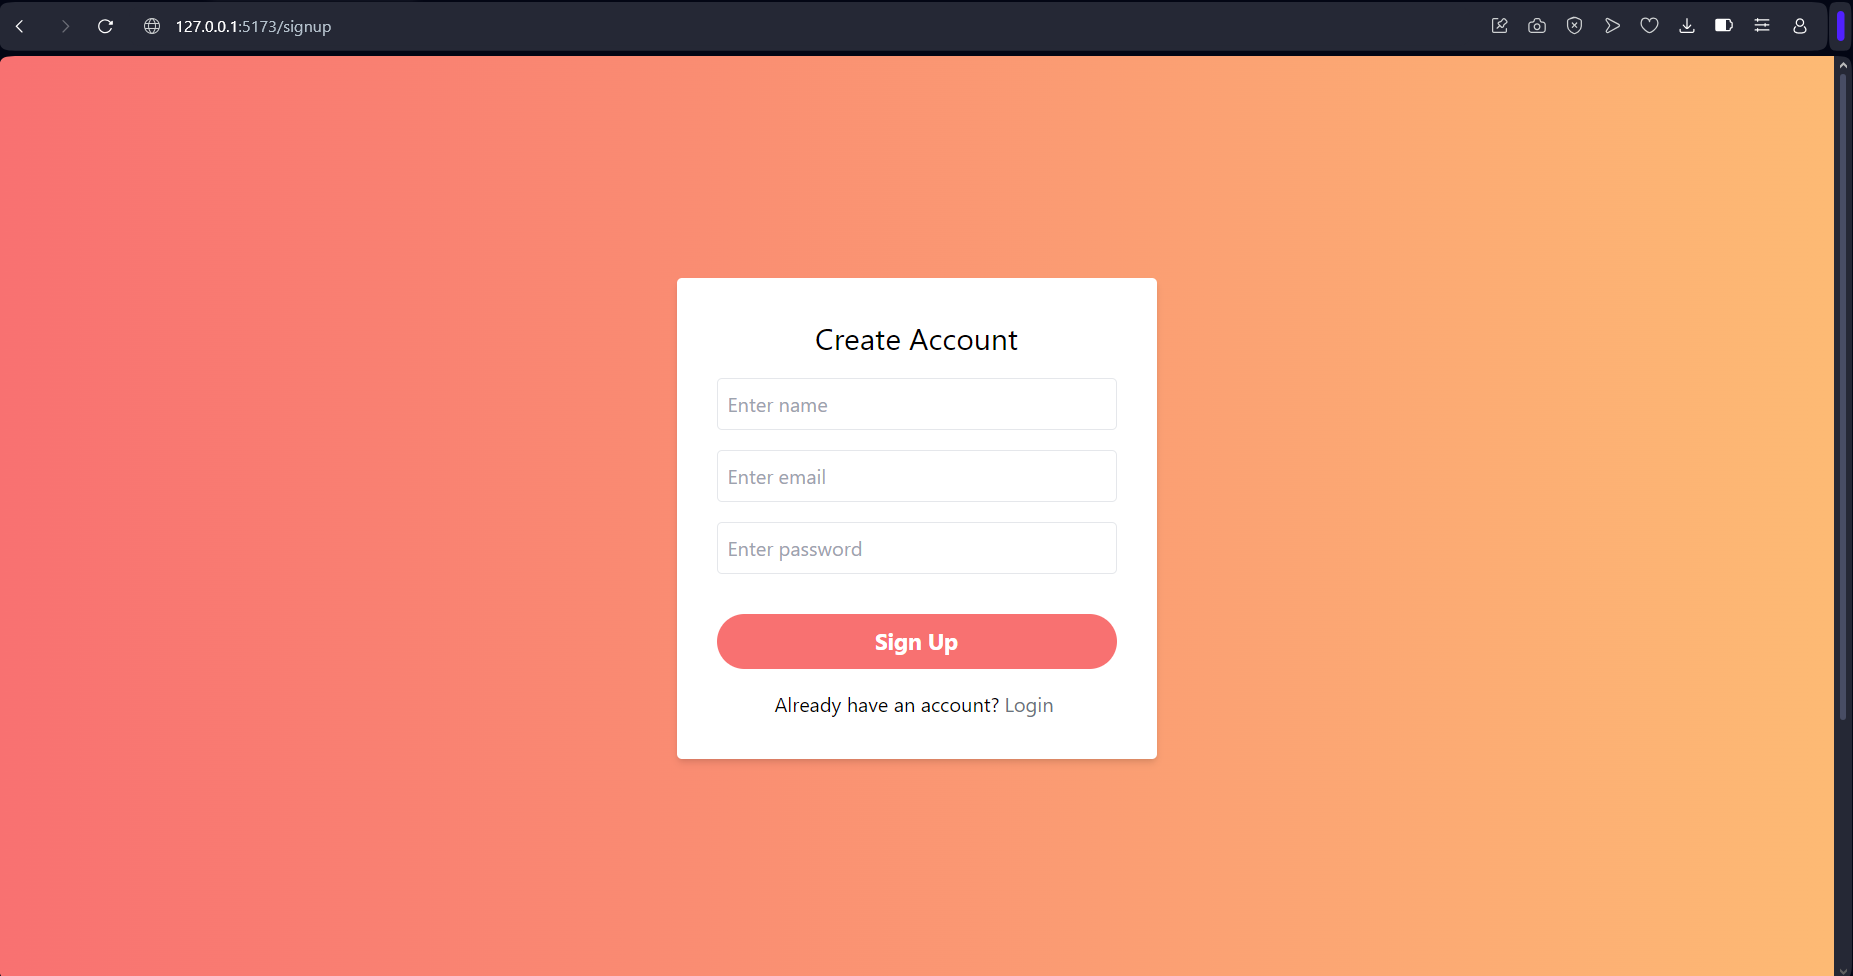 127.0.0.1:5173/signup
Create Account
Enter name
Enter email
Enter password
Sign Up
Already have an account? Login